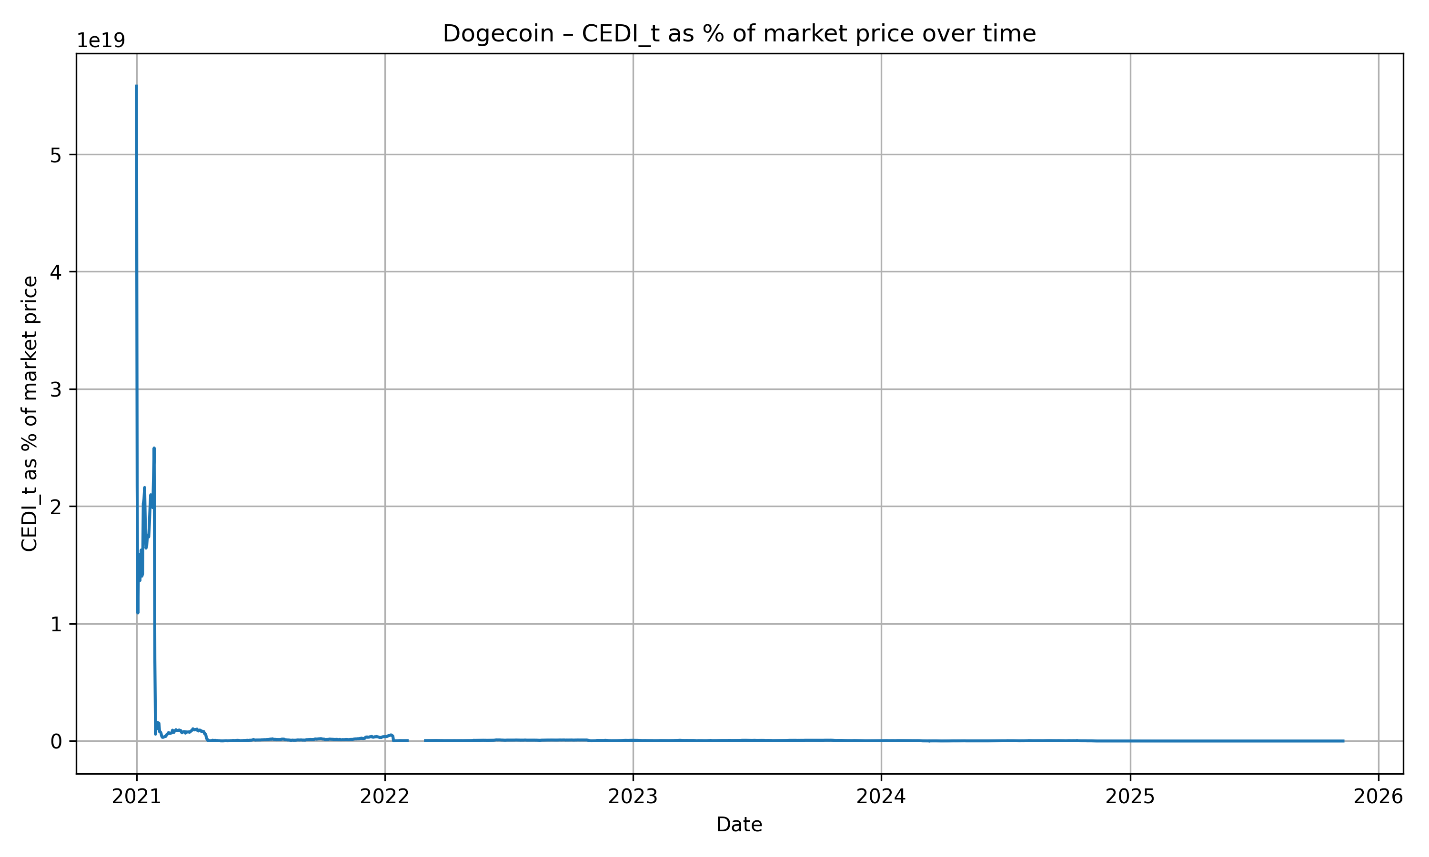 Dogecoin – CEDI_t as % of market price over time
1e19
CEDI_t as % of market price
5
4
3
2
1
0
2021 2022 2023 2024 2025 2026
Date